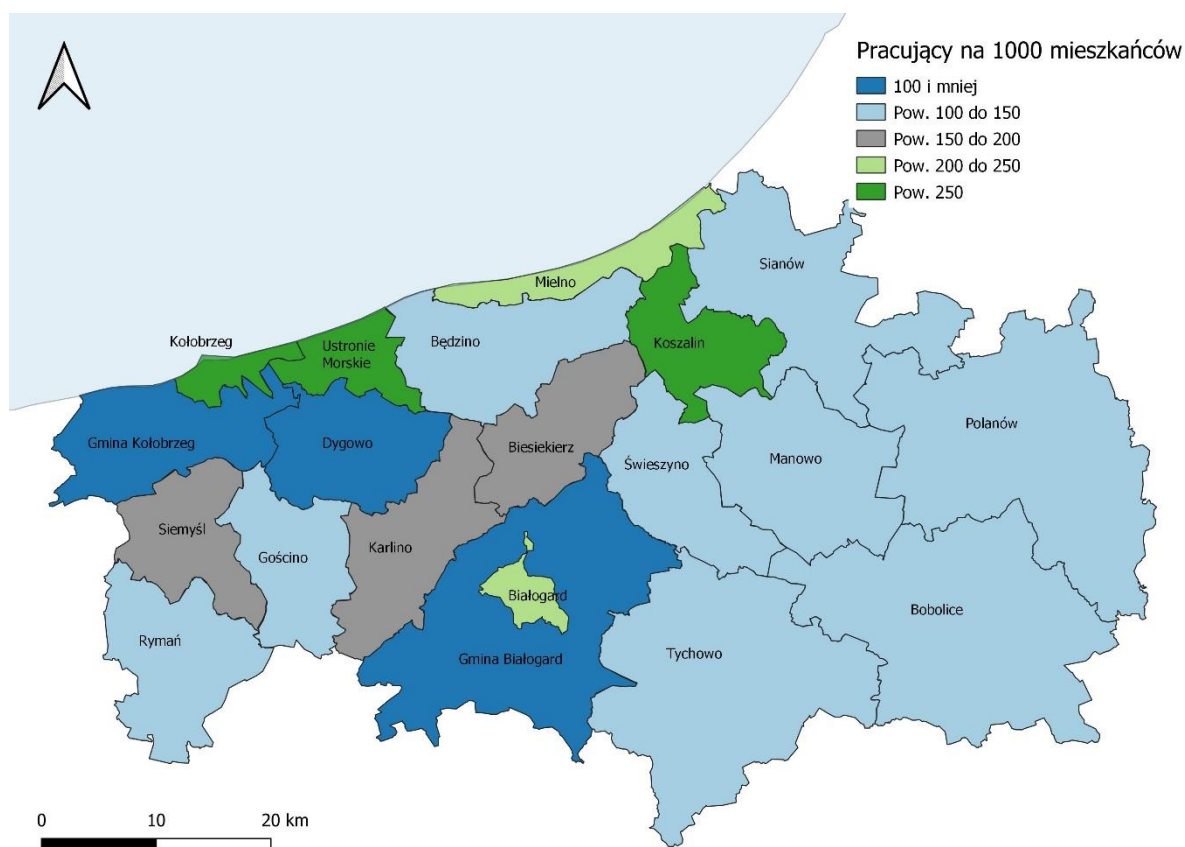 Pracujący na 1000 mieszkańców
100 i mniej
Pow. 100 do 150
Pow. 150 do 200
Pow. 200 do 250
Pow. 250
Sianów
Mielno
Kołobrzeg
Ustronie
Morskie
Będzino
Koszalin
Polanów
Gmina Kołobrzeg
Dygowo
Biesiekierz
Świeszyno
Manowo
Siemyśl
Gościno
Karlino
Białogard
Bobolice
Rymań
Gmina Białogard
Tychowo
0 10 20 km